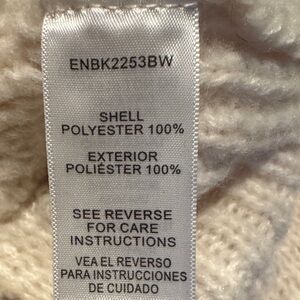 ENBK2253BW
SHELL
POLYESTER 100%
EXTERIOR
POLIÉSTER 100%
SEE REVERSE
FOR CARE
INSTRUCTIONS
VEA EL REVERSO
PARA INSTRUCCIONES
DE CUIDADO